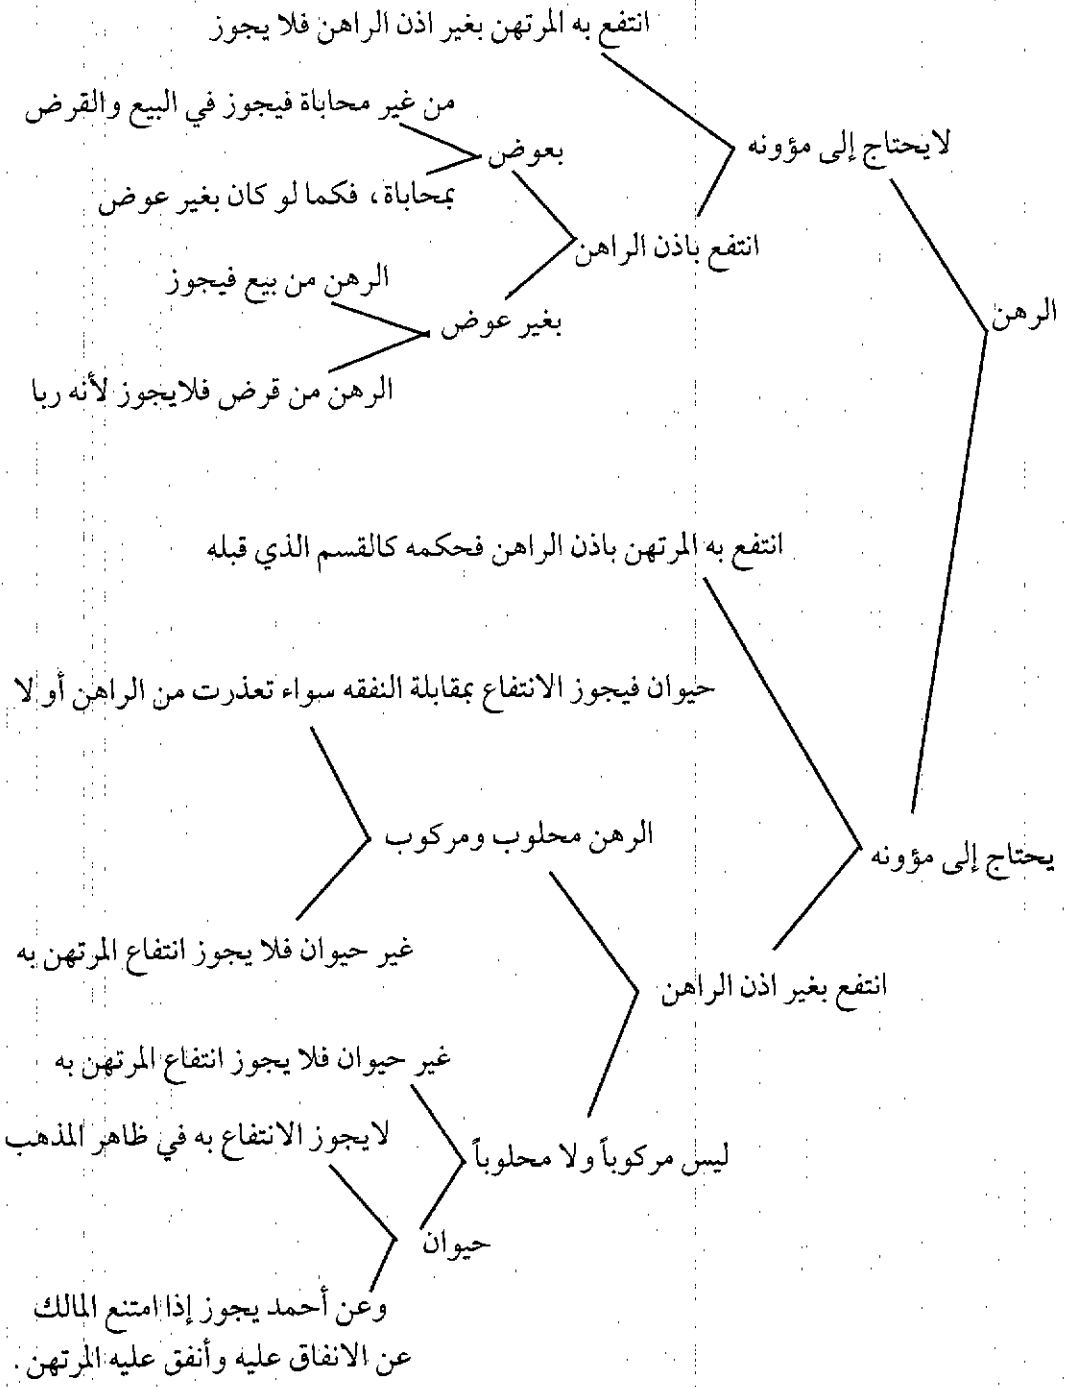 انتفع به المرتهن بغير اذن الراهن فلا يجوز
من غير محاباة فيجوز في البيع والقرض
لايحتاج إلى مؤونه
بعوض
بمحاباة، فكما لو كان بغير عوض
انتفع باذن الراهن
الرهن من بيع فيجوز
الرهن
بغير عوض
الرهن من قرض فلايجوز لأنه ربا
انتفع به المرتهن باذن الراهن فحكمه كالقسم الذي قبله
حيوان فيجوز الانتفاع بمقابلة النفقه سواء تعذرت من الراهن أو لا
الرهن محلوب ومركوب
يحتاج إلى مؤونه
غير حيوان فلا يجوز انتفاع المرتهن به
انتفع بغير اذن الراهن
غير حيوان فلا يجوز انتفاع المرتهن به
لايجوز الانتفاع به في ظاهر المذهب
ليس مركوباً ولا محلوباً
حيوان
وعن أحمد يجوز إذا امتنع المالك
عن الانفاق عليه وأنفق عليه المرتهن .